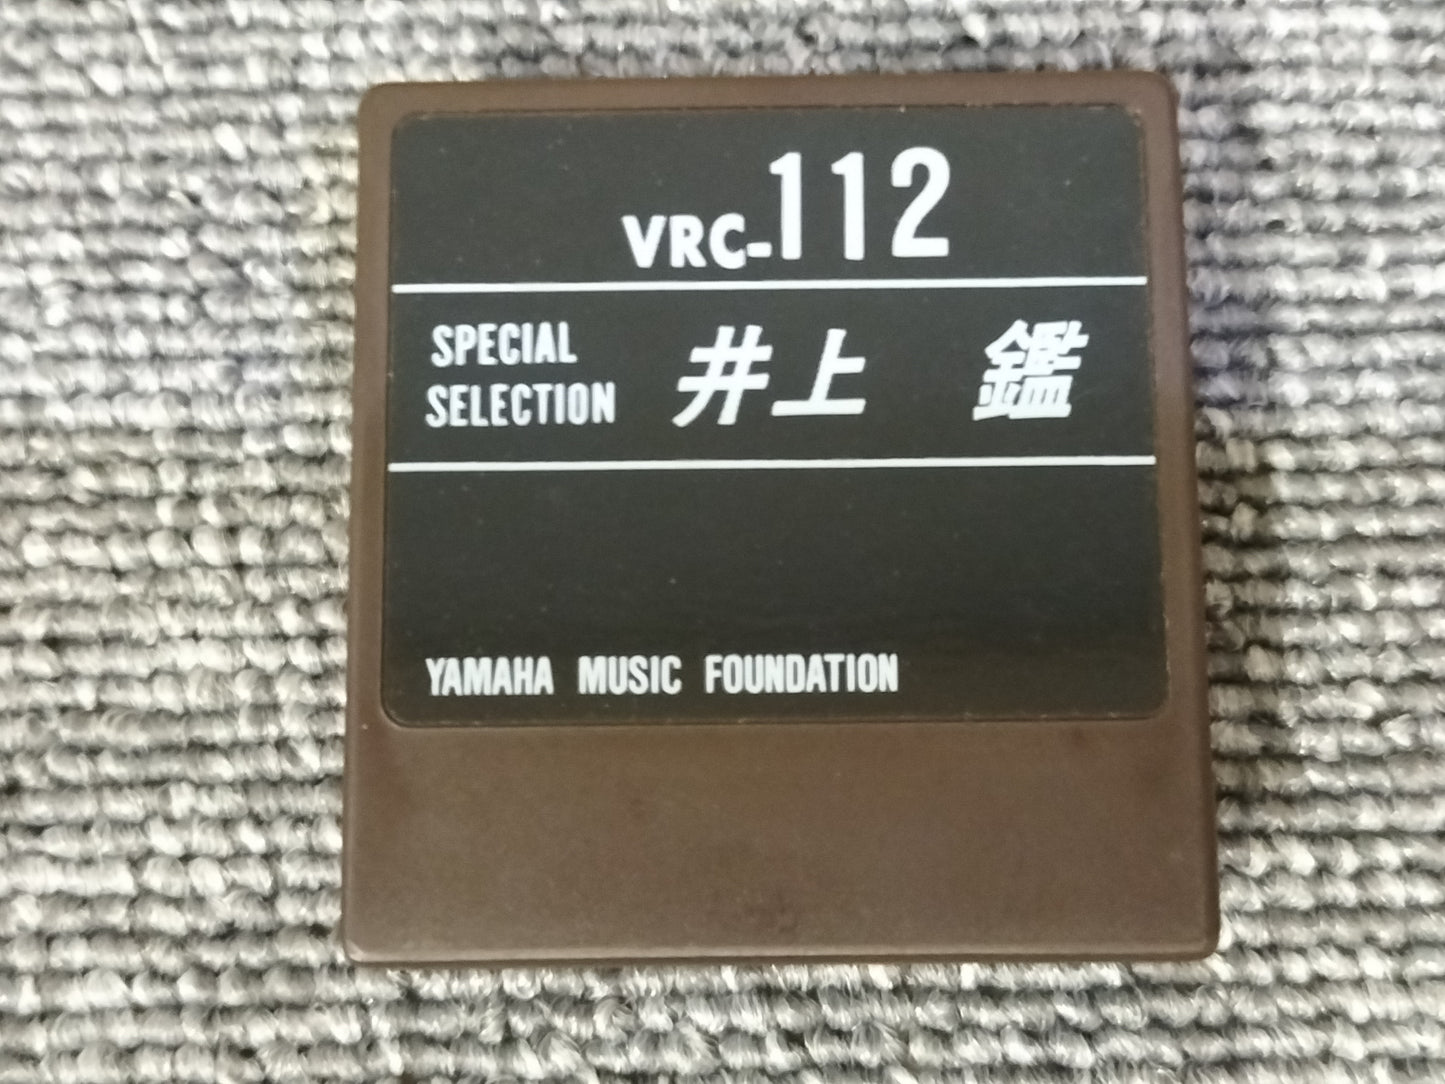 VRC-112
SPECIAL
SELECTION
井上 鑑
YAMAHA MUSIC FOUNDATION